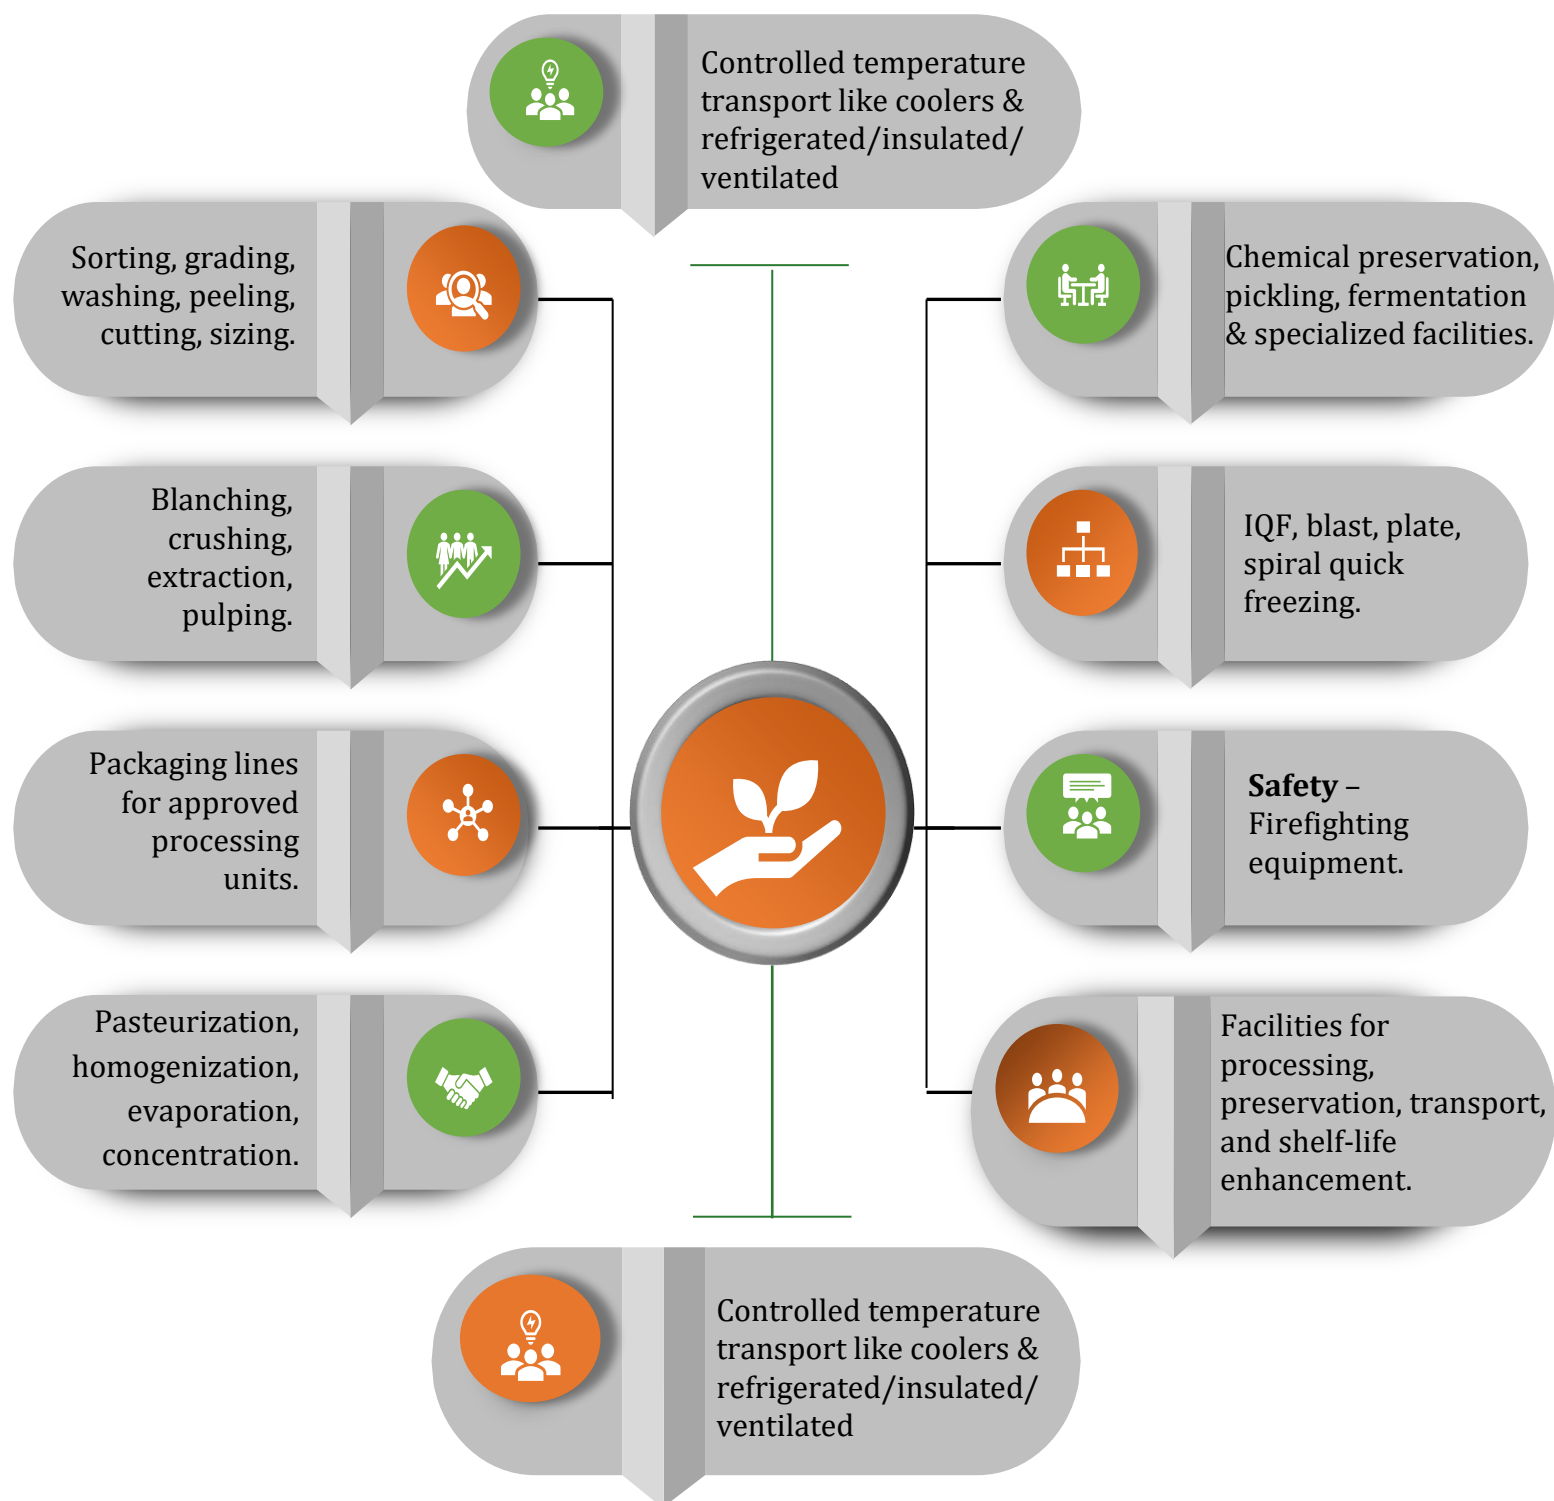 Controlled temperature
transport like coolers &
refrigerated/insulated/
ventilated
Sorting, grading,
washing, peeling,
cutting, sizing.
Chemical preservation,
pickling, fermentation
& specialized facilities.
Blanching,
crushing,
extraction,
pulping.
IQF, blast, plate,
spiral quick
freezing.
Packaging lines
for approved
processing
units.
Safety –
Firefighting
equipment.
Pasteurization,
homogenization,
evaporation,
concentration.
Facilities for
processing,
preservation, transport,
and shelf-life
enhancement.
Controlled temperature
transport like coolers &
refrigerated/insulated/
ventilated